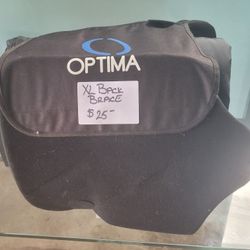 OPTIMA
XL BACK
BRACE
$25-